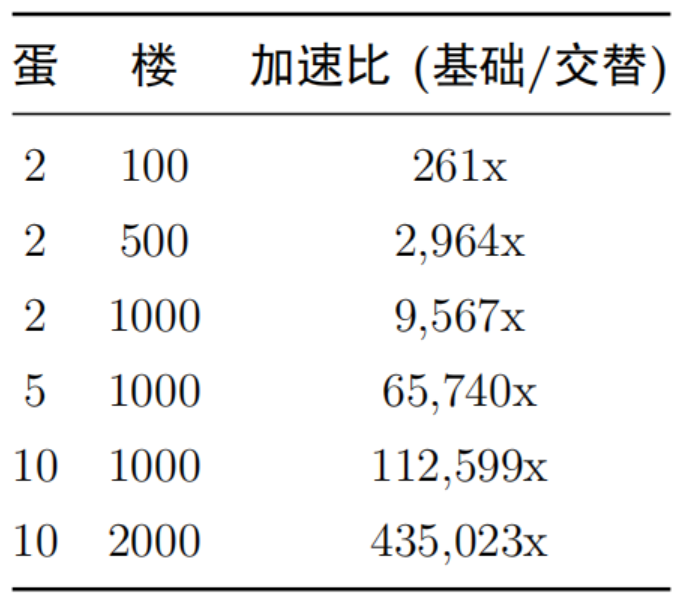 蛋 楼 加速比 (基础/交替)
2 100 261x
2 500 2,964x
2 1000 9,567x
5 1000 65,740x
10 1000 112,599x
10 2000 435,023x